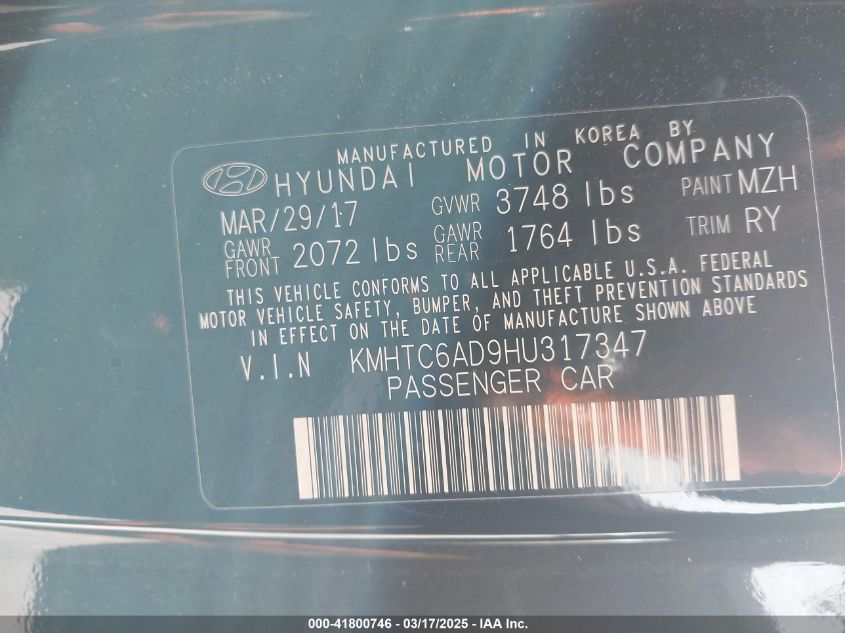 MANUFACTURED IN KOREA BY
HYUNDAI MOTOR COMPANY
MAR/29/17 GVWR 3748 lbs PAINT MZH
GAWR FRONT 2072 lbs GAWR REAR 1764 lbs TRIM RY
THIS VEHICLE CONFORMS TO ALL APPLICABLE U.S.A. FEDERAL
MOTOR VEHICLE SAFETY, BUMPER, AND THEFT PREVENTION STANDARDS
IN EFFECT ON THE DATE OF MANUFACTURE SHOWN ABOVE
V.I.N KMHTC6AD9HU317347
PASSENGER CAR
000-41800746 - 03/17/2025 - IAA Inc.